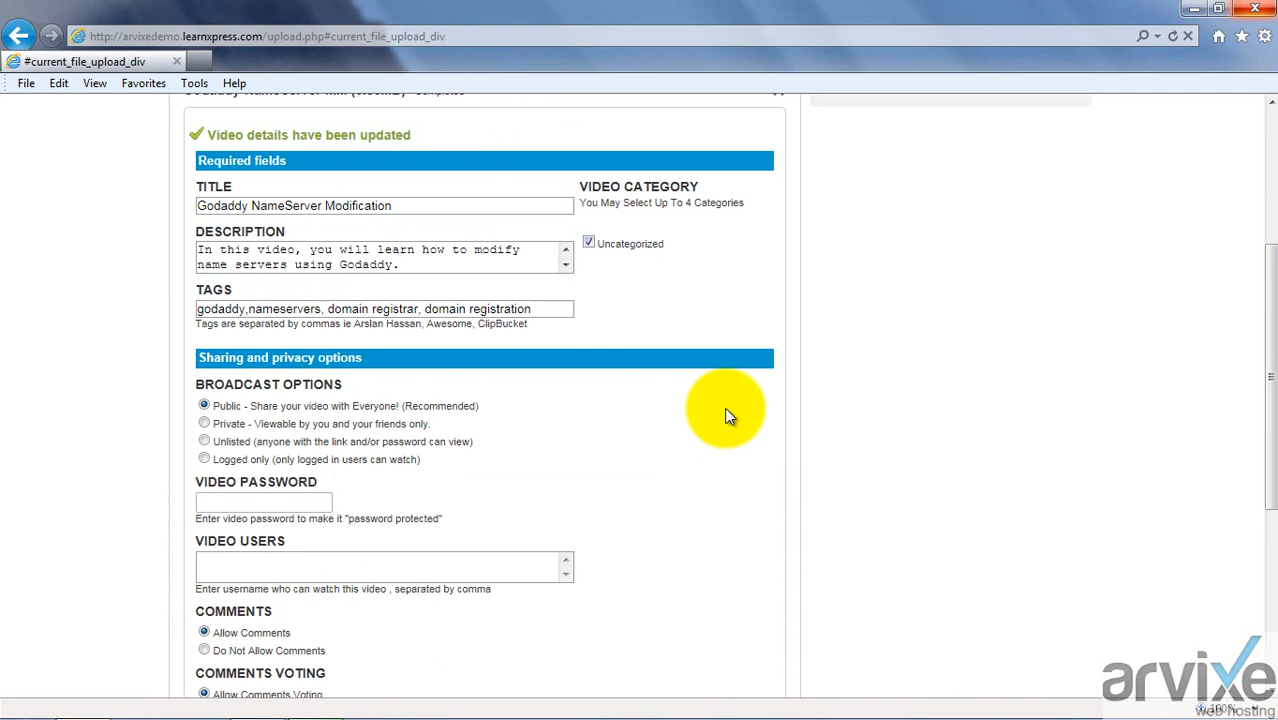 http://arvixedemo.learnxpress.com/upload.php#current_file_upload_div
#current_file_upload_div
File Edit View Favorites Tools Help
Completed
Video details have been updated
Required fields
TITLE
Godaddy NameServer Modification
VIDEO CATEGORY
You May Select Up To 4 Categories
Uncategorized
DESCRIPTION
In this video, you will learn how to modify
name servers using Godaddy.
TAGS
godaddy,nameservers, domain registrar, domain registration
Tags are separated by commas ie Arslan Hassan, Awesome, ClipBucket
Sharing and privacy options
BROADCAST OPTIONS
Public - Share your video with Everyone! (Recommended)
Private - Viewable by you and your friends only.
Unlisted (anyone with the link and/or password can view)
Logged only (only logged in users can watch)
VIDEO PASSWORD
Enter video password to make it "password protected"
VIDEO USERS
Enter username who can watch this video , separated by comma
COMMENTS
Allow Comments
Do Not Allow Comments
COMMENTS VOTING
Allow Comments Voting
arvixe
web hosting
100%